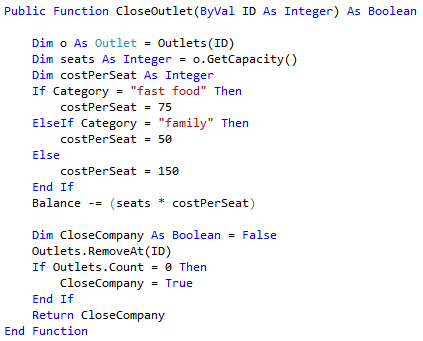 Public Function CloseOutlet(ByVal ID As Integer) As Boolean
Dim o As Outlet = Outlets(ID)
Dim seats As Integer = o.GetCapacity()
Dim costPerSeat As Integer
If Category = "fast food" Then
costPerSeat = 75
ElseIf Category = "family" Then
costPerSeat = 50
Else
costPerSeat = 150
End If
Balance -= (seats * costPerSeat)
Dim CloseCompany As Boolean = False
Outlets.RemoveAt(ID)
If Outlets.Count = 0 Then
CloseCompany = True
End If
Return CloseCompany
End Function